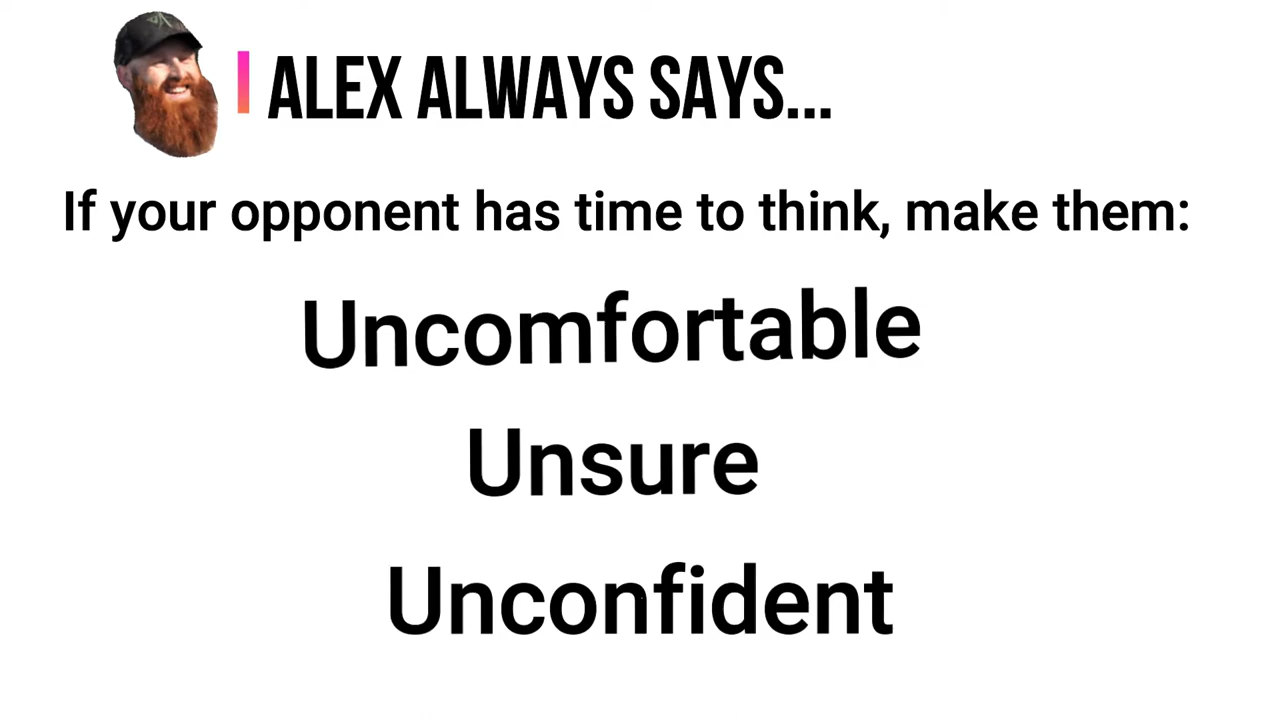 ALEX ALWAYS SAYS...
If your opponent has time to think, make them:
Uncomfortable
Unsure
Unconfident